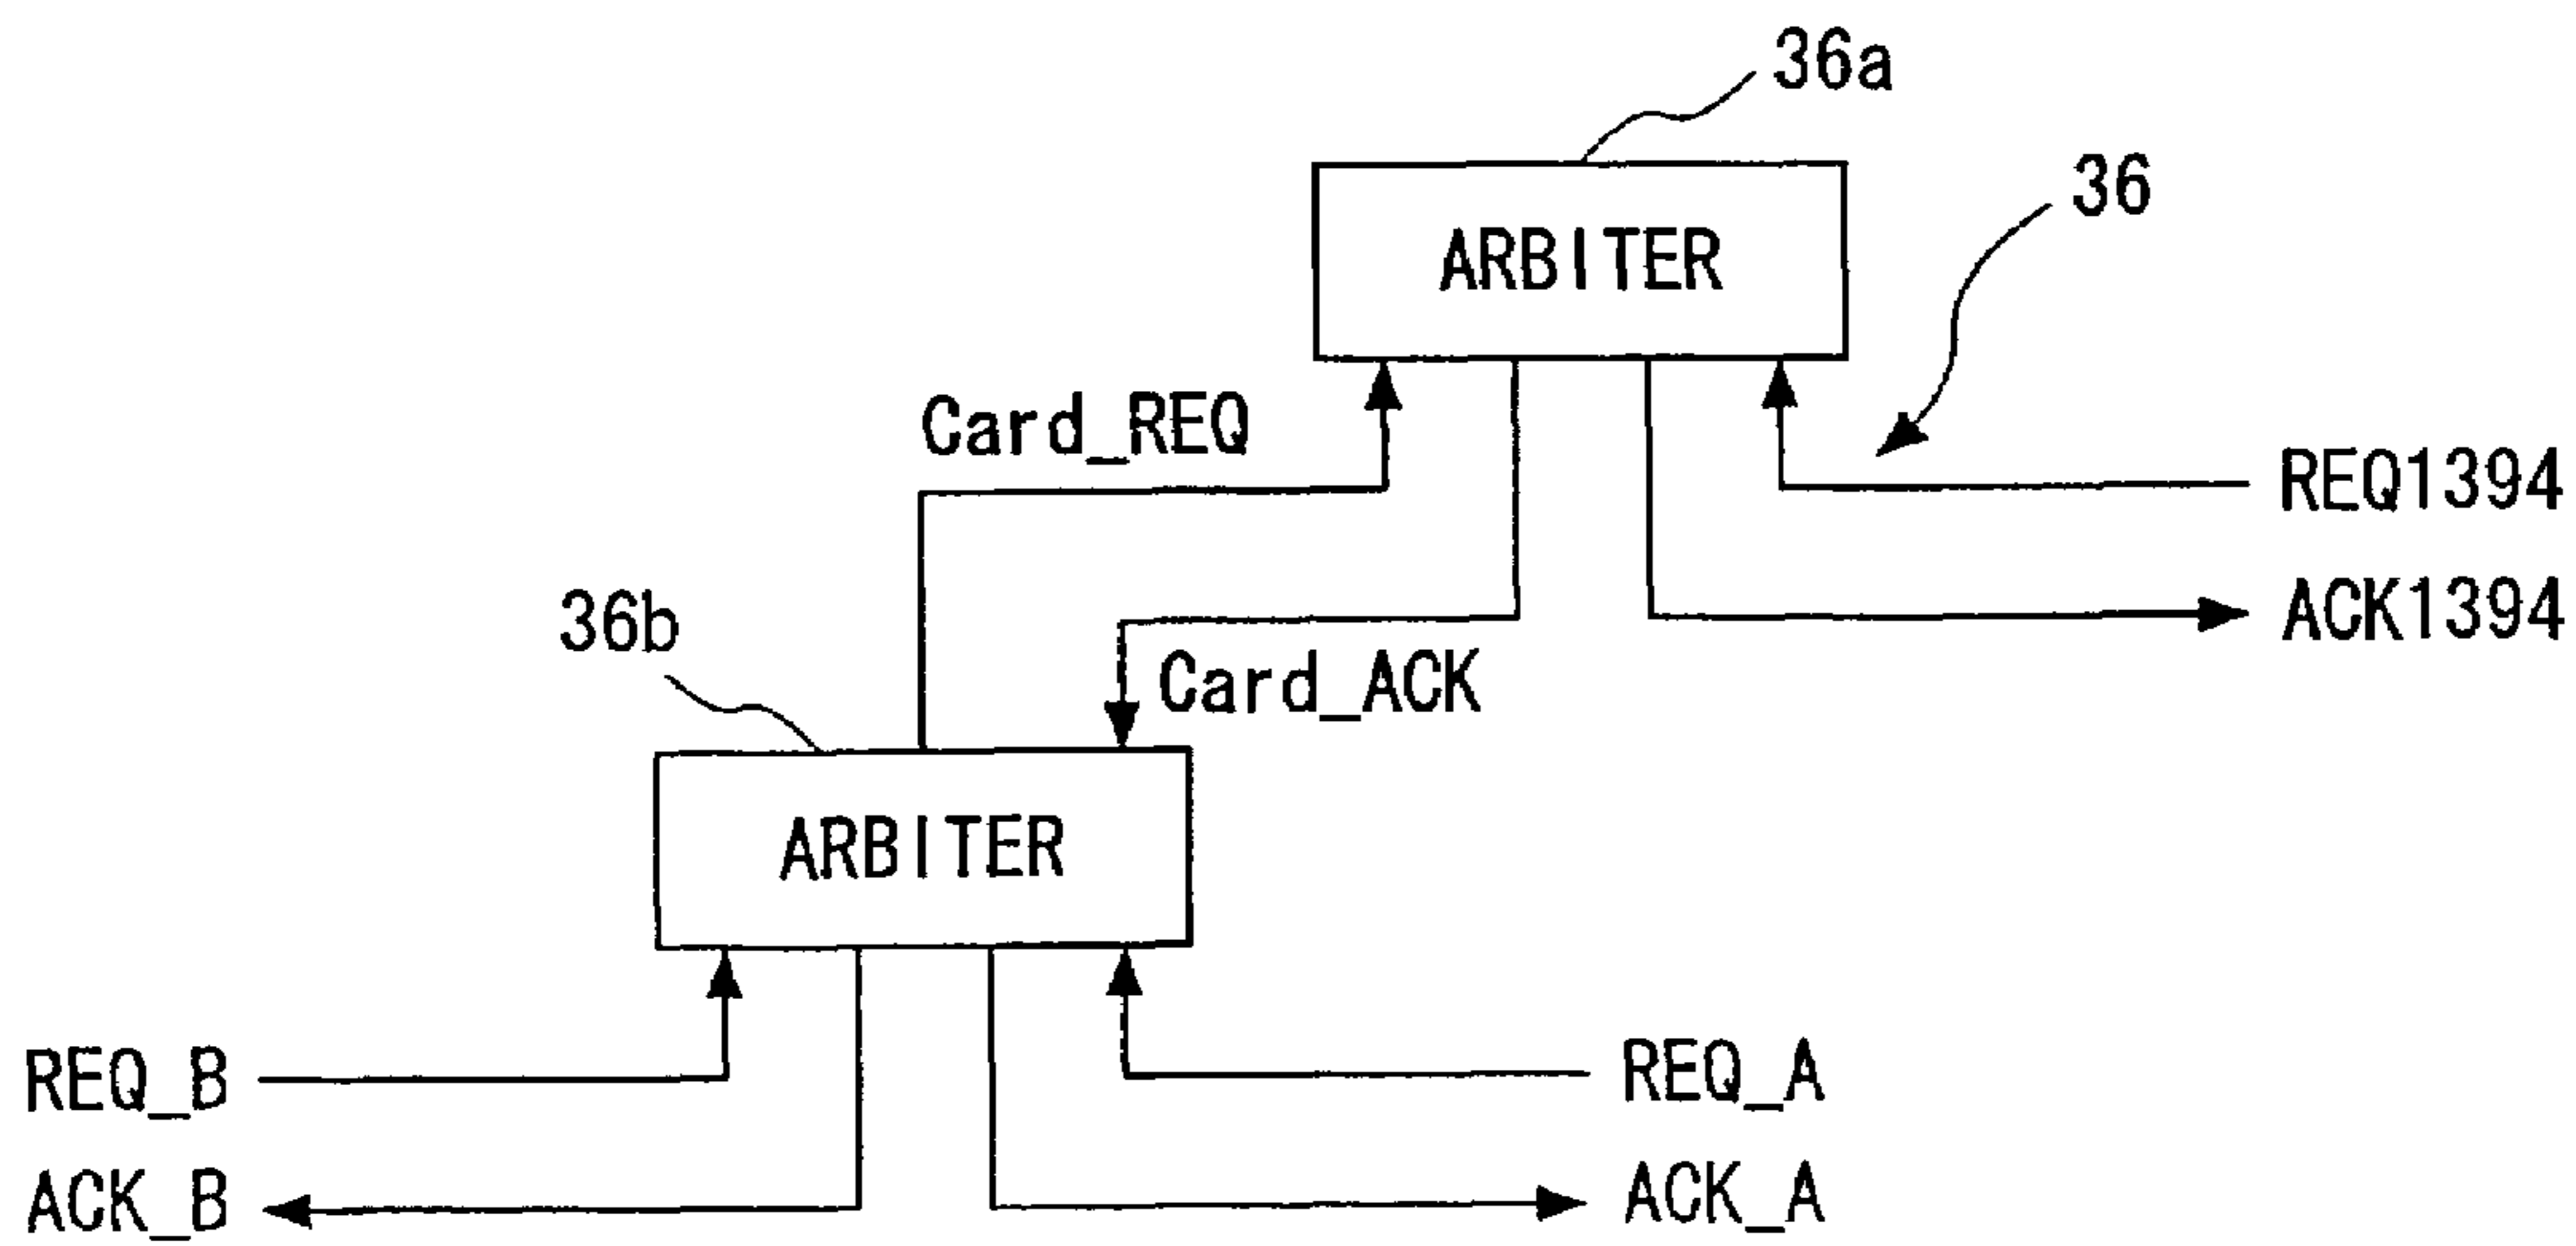 36a
36
ARBITER
Card_REQ
REQ1394
ACK1394
36b
Card_ACK
ARBITER
REQ_B
REQ_A
ACK_B
ACK_A